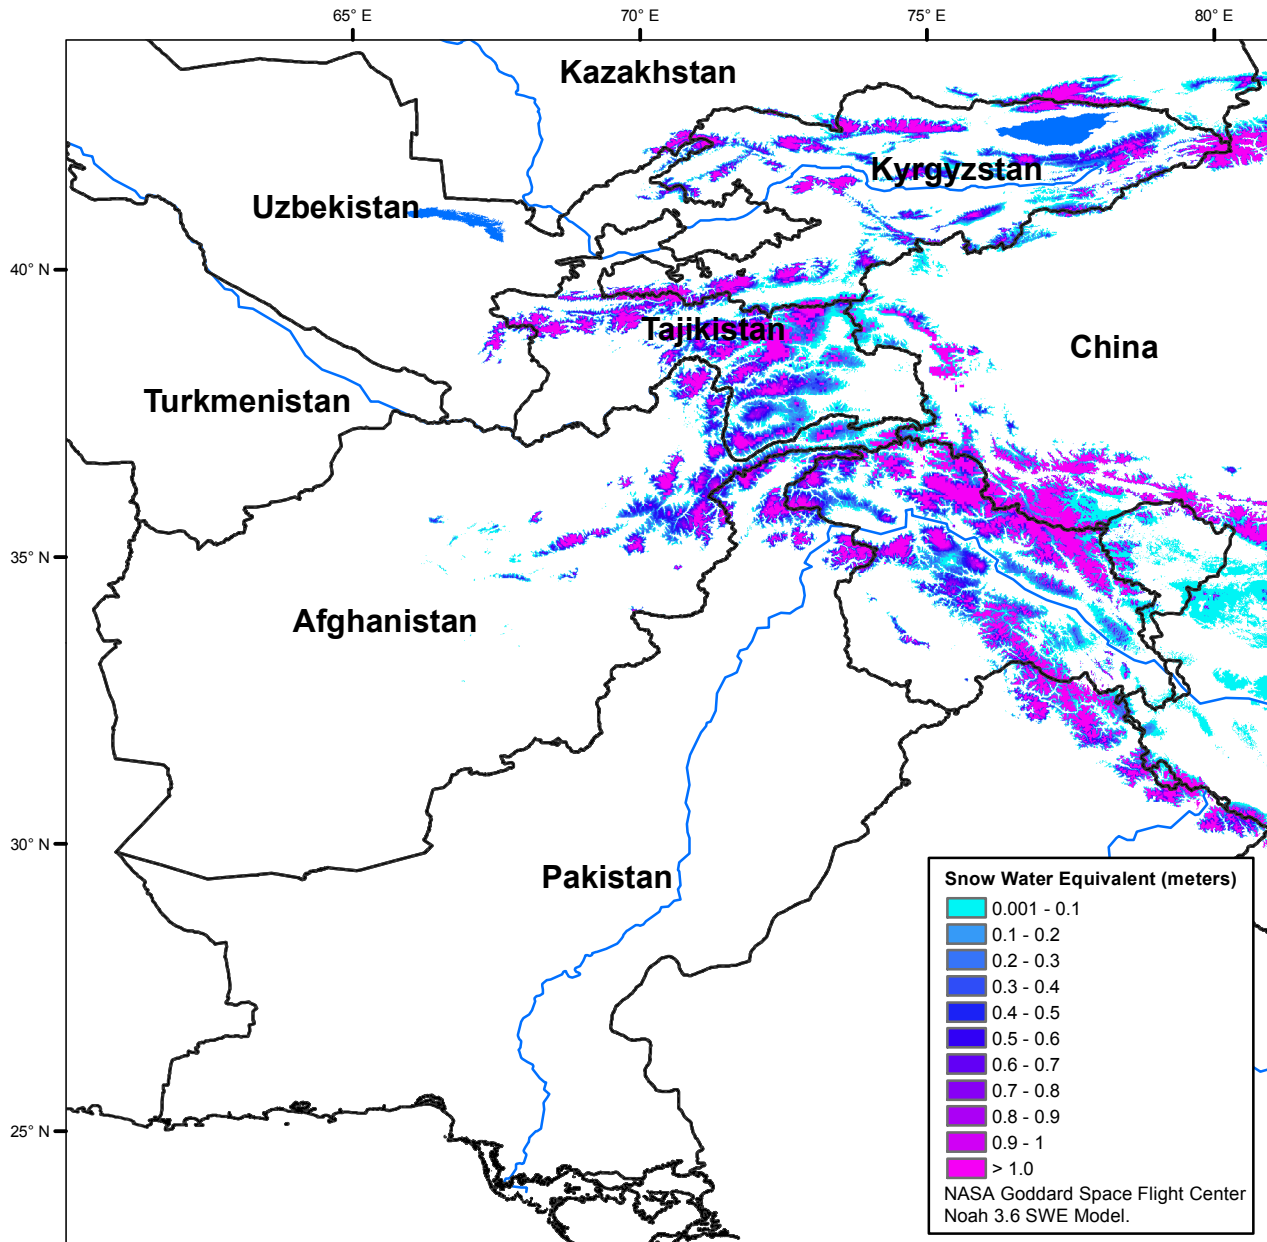 65° E
70° E
75° E
80° E
Kazakhstan
Kyrgyzstan
Uzbekistan
40° N
Tajikistan
China
Turkmenistan
35° N
Afghanistan
30° N
Pakistan
25° N
Snow Water Equivalent (meters)
0.001 - 0.1
0.1 - 0.2
0.2 - 0.3
0.3 - 0.4
0.4 - 0.5
0.5 - 0.6
0.6 - 0.7
0.7 - 0.8
0.8 - 0.9
0.9 - 1
> 1.0
NASA Goddard Space Flight Center
Noah 3.6 SWE Model.